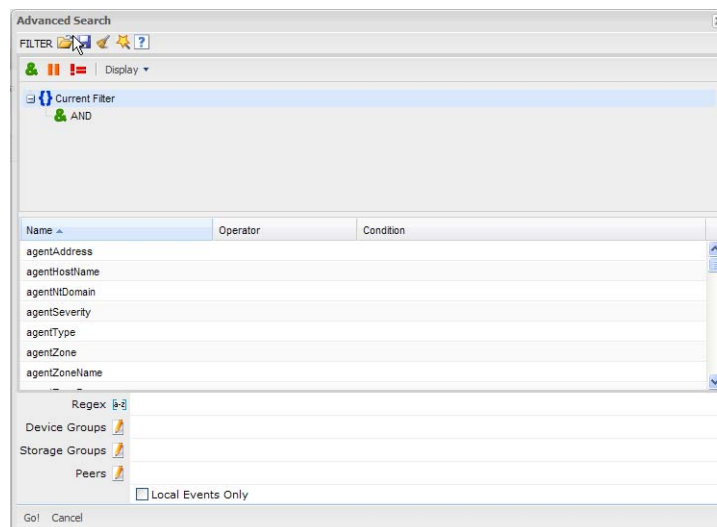 Advanced Search
FILTER ?
& != Display
{} Current Filter
& AND
Name Operator Condition
agentAddress
agentHostName
agentNtDomain
agentSeverity
agentType
agentZone
agentZoneName
Regex [a-z]
Device Groups
Storage Groups
Peers
Local Events Only
Go! Cancel